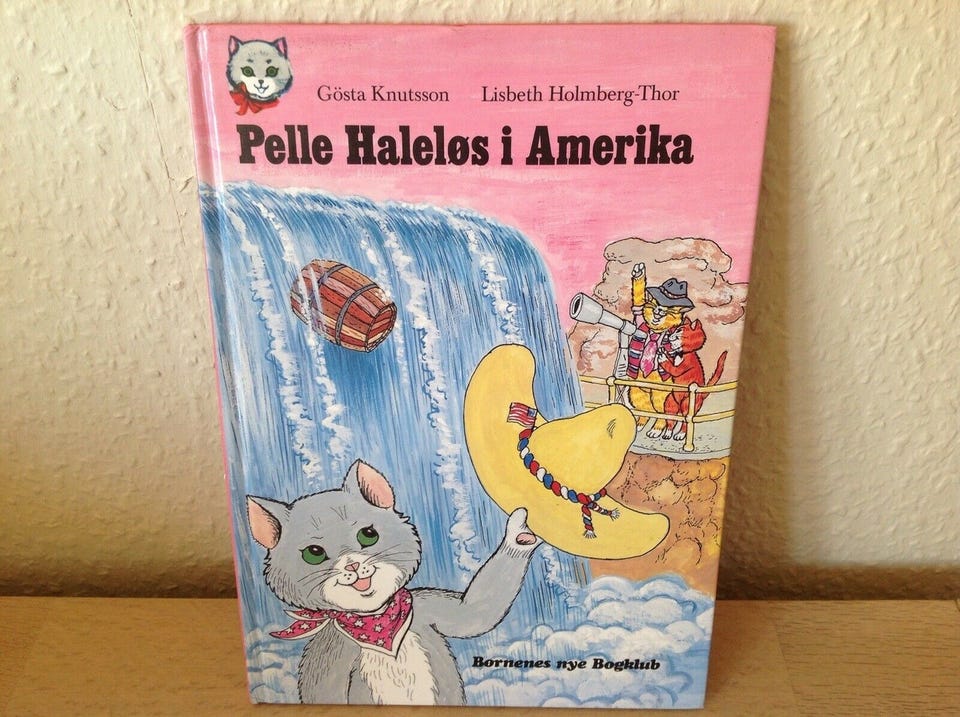 Gösta Knutsson Lisbeth Holmberg-Thor
Pelle Haleløs i Amerika
Børnenes nye Bogklub